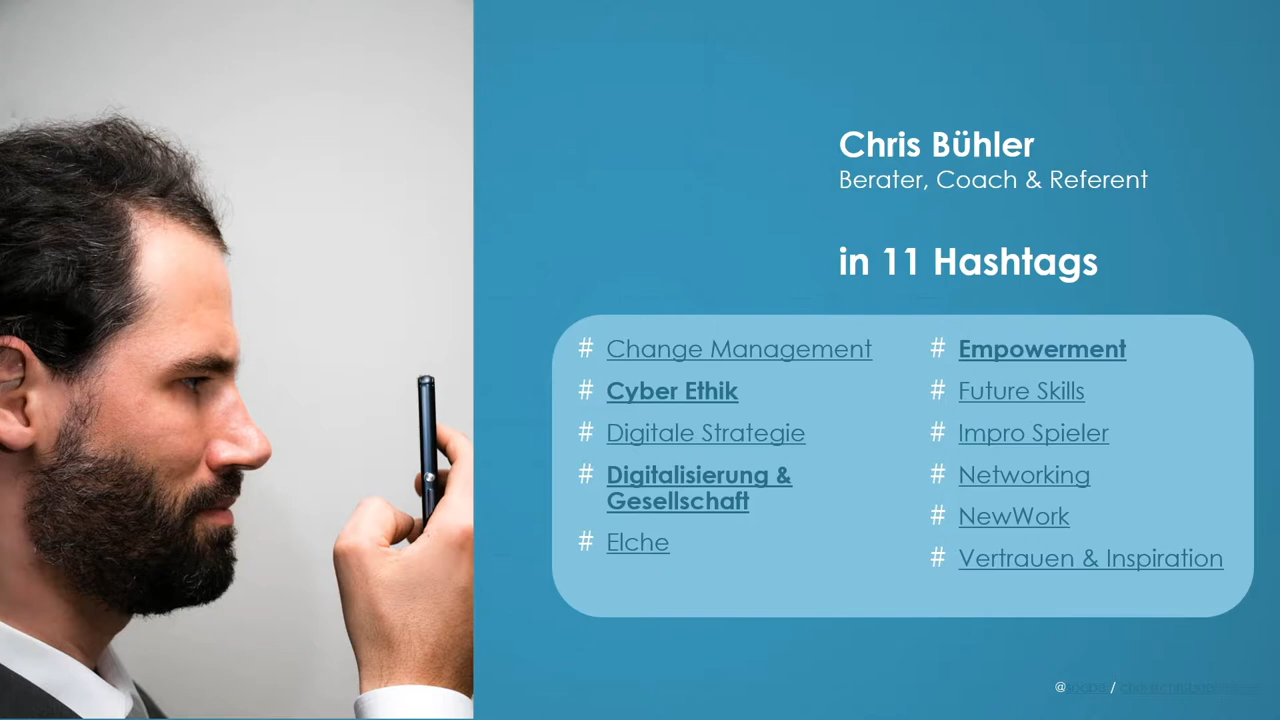 Chris Bühler
Berater, Coach & Referent
in 11 Hashtags
# Change Management
# Cyber Ethik
# Digitale Strategie
# Digitalisierung &
Gesellschaft
# Elche
# Empowerment
# Future Skills
# Impro Spieler
# Networking
# NewWork
# Vertrauen & Inspiration
@ /